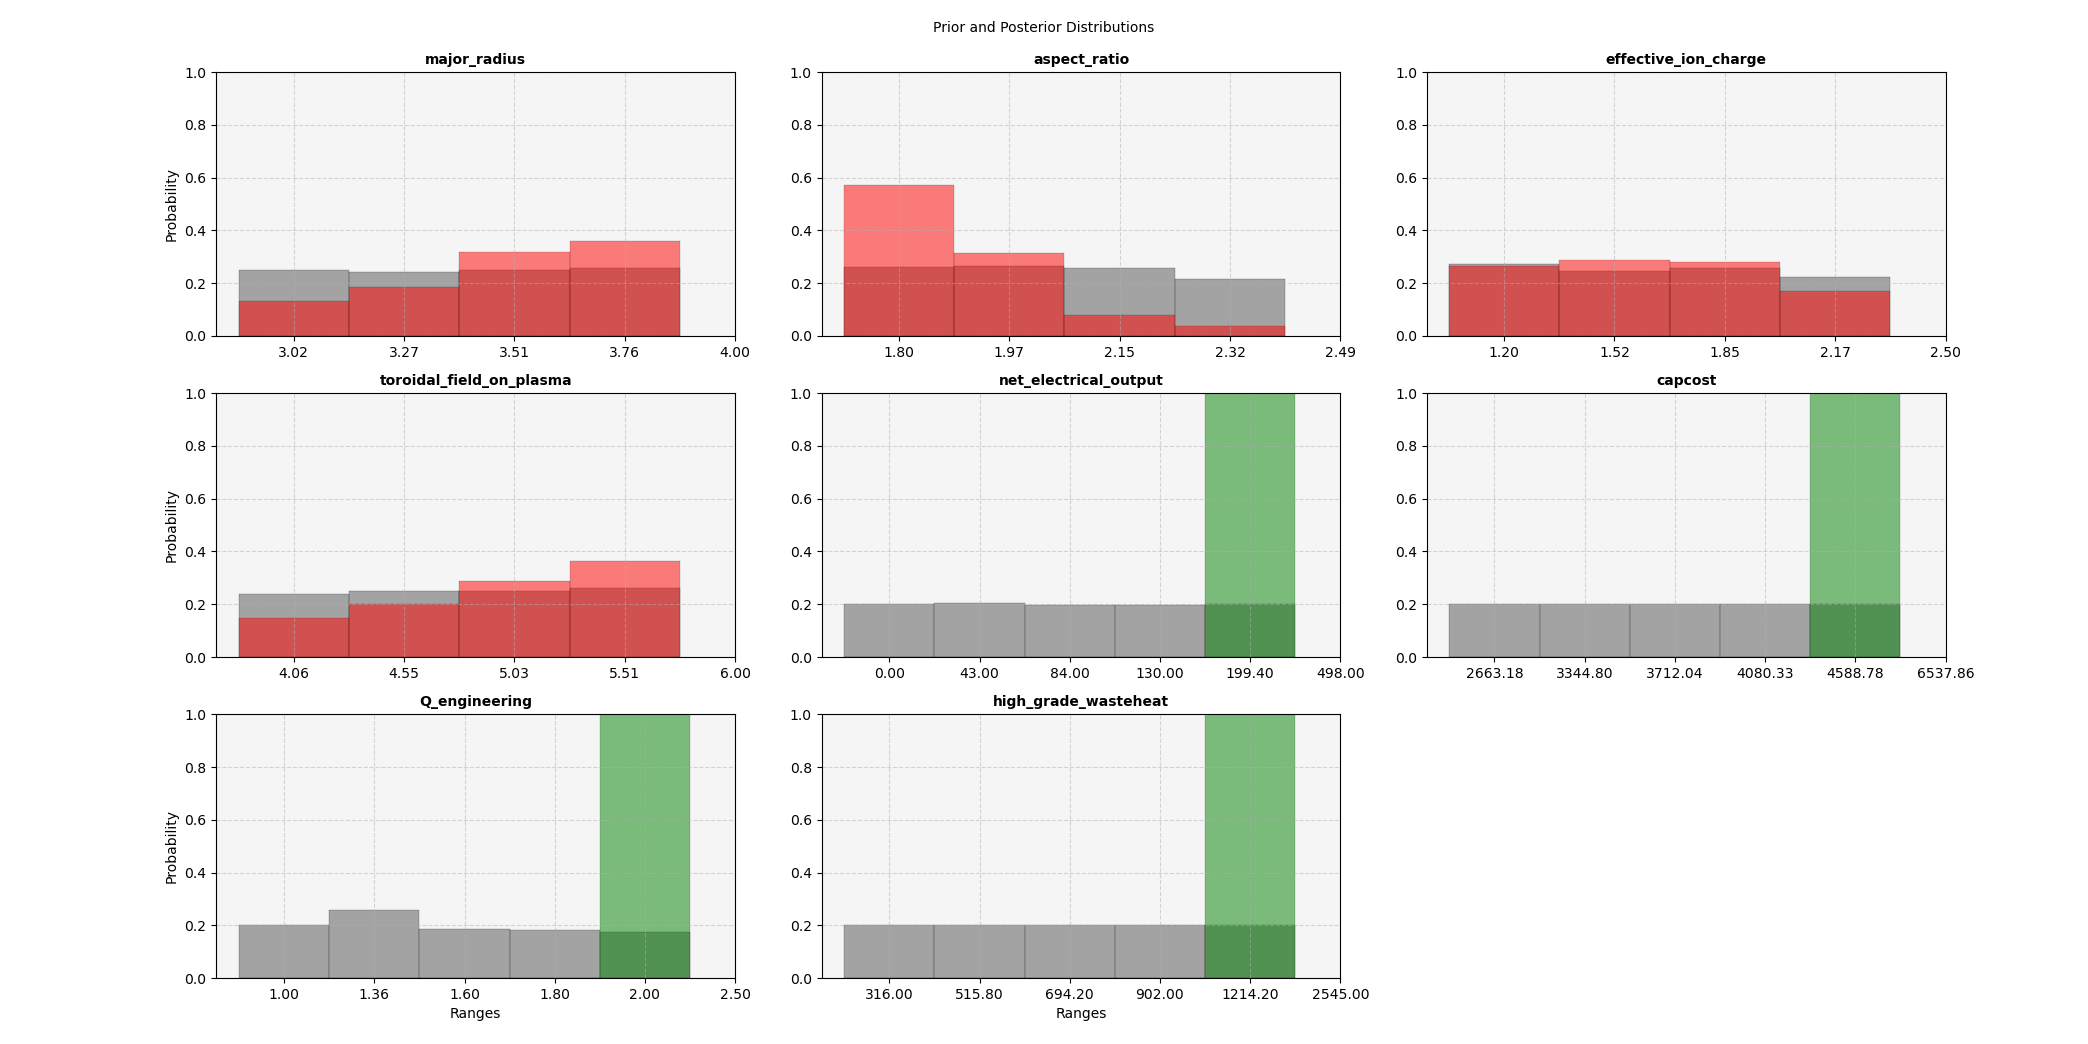 Prior and Posterior Distributions
major_radius
aspect_ratio
effective_ion_charge
Probability
1.0
0.8
0.6
0.4
0.2
0.0
3.02 3.27 3.51 3.76 4.00
1.0
0.8
0.6
0.4
0.2
0.0
1.80 1.97 2.15 2.32 2.49
1.0
0.8
0.6
0.4
0.2
0.0
1.20 1.52 1.85 2.17 2.50
toroidal_field_on_plasma
net_electrical_output
capcost
Probability
1.0
0.8
0.6
0.4
0.2
0.0
4.06 4.55 5.03 5.51 6.00
1.0
0.8
0.6
0.4
0.2
0.0
0.00 43.00 84.00 130.00 199.40 498.00
1.0
0.8
0.6
0.4
0.2
0.0
2663.18 3344.80 3712.04 4080.33 4588.78 6537.86
Q_engineering
high_grade_wasteheat
Probability
1.0
0.8
0.6
0.4
0.2
0.0
1.00 1.36 1.60 1.80 2.00 2.50
Ranges
1.0
0.8
0.6
0.4
0.2
0.0
316.00 515.80 694.20 902.00 1214.20 2545.00
Ranges